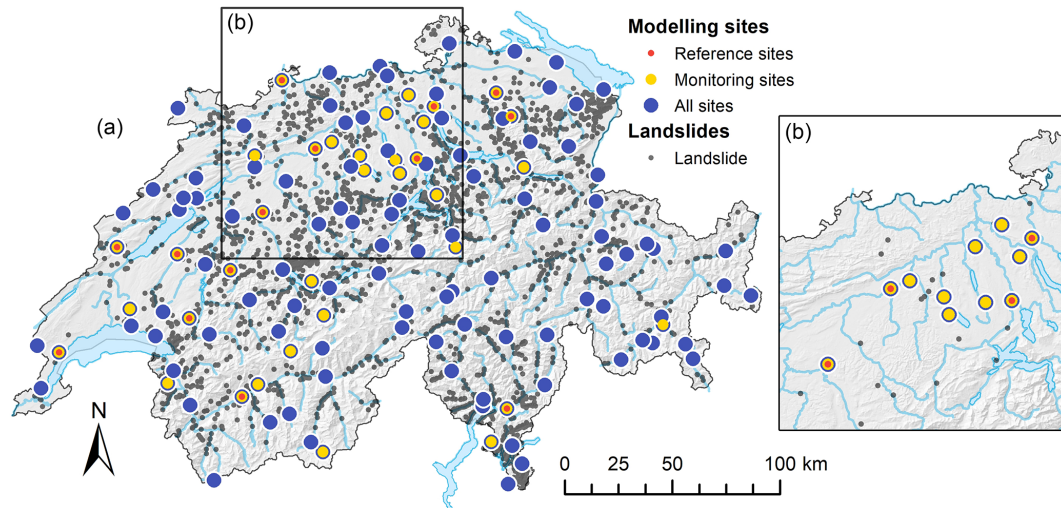 (b)
(a)
Modelling sites
Reference sites
Monitoring sites
All sites
Landslides
Landslide
(b)
N
0 25 50 100 km